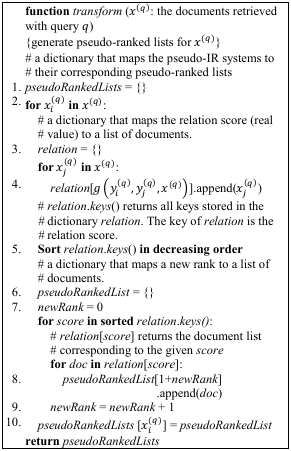 function transform (x^(q): the documents retrieved
with query q)
{generate pseudo-ranked lists for x^(q)}
# a dictionary that maps the pseudo-IR systems to
# their corresponding pseudo-ranked lists
1. pseudoRankedLists = {}
2. for x_i^(q) in x^(q):
# a dictionary that maps the relation score (real
# value) to a list of documents.
3. relation = {}
for x_j^(q) in x^(q):
4. relation[g (y_i^(q), y_j^(q), x^(q))].append(x_j^(q))
# relation.keys() returns all keys stored in the
# dictionary relation. The key of relation is the
# relation score.
5. Sort relation.keys() in decreasing order
# a dictionary that maps a new rank to a list of
# documents.
6. pseudoRankedList = {}
7. newRank = 0
for score in sorted relation.keys():
# relation[score] returns the document list
# corresponding to the given score
for doc in relation[score]:
8. pseudoRankedList[1+newRank]
.append(doc)
9. newRank = newRank + 1
10. pseudoRankedLists [x_i^(q)] = pseudoRankedList
return pseudoRankedLists